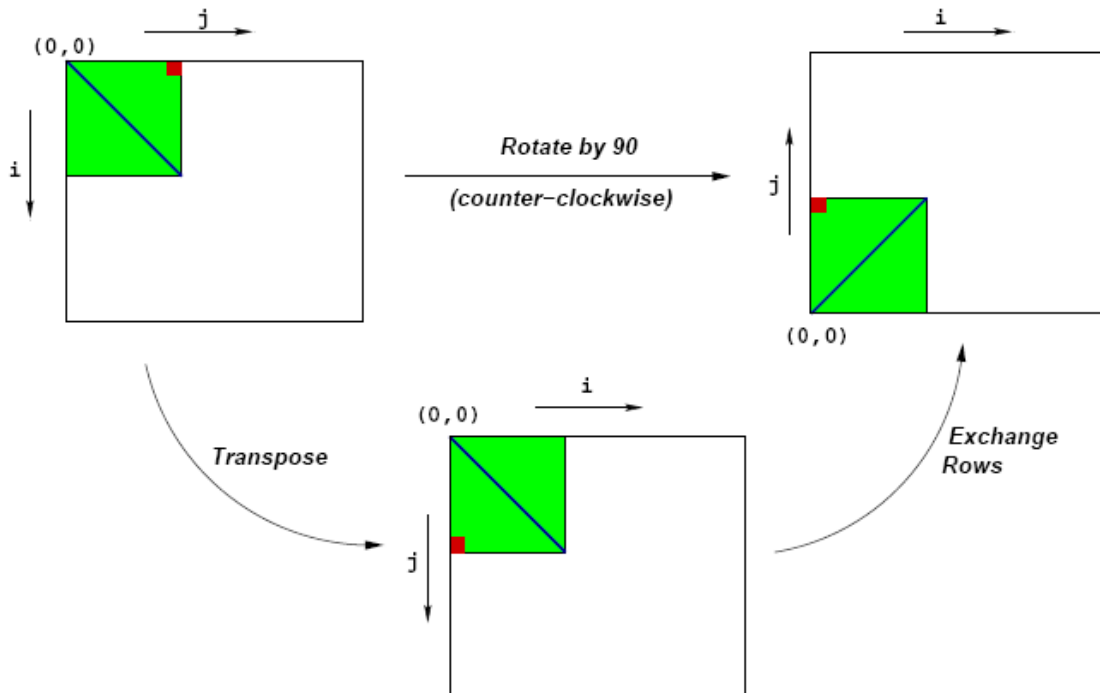 j
(0,0)
i
Rotate by 90
(counter−clockwise)
i
j
(0,0)
Transpose
(0,0)
i
j
Exchange
Rows